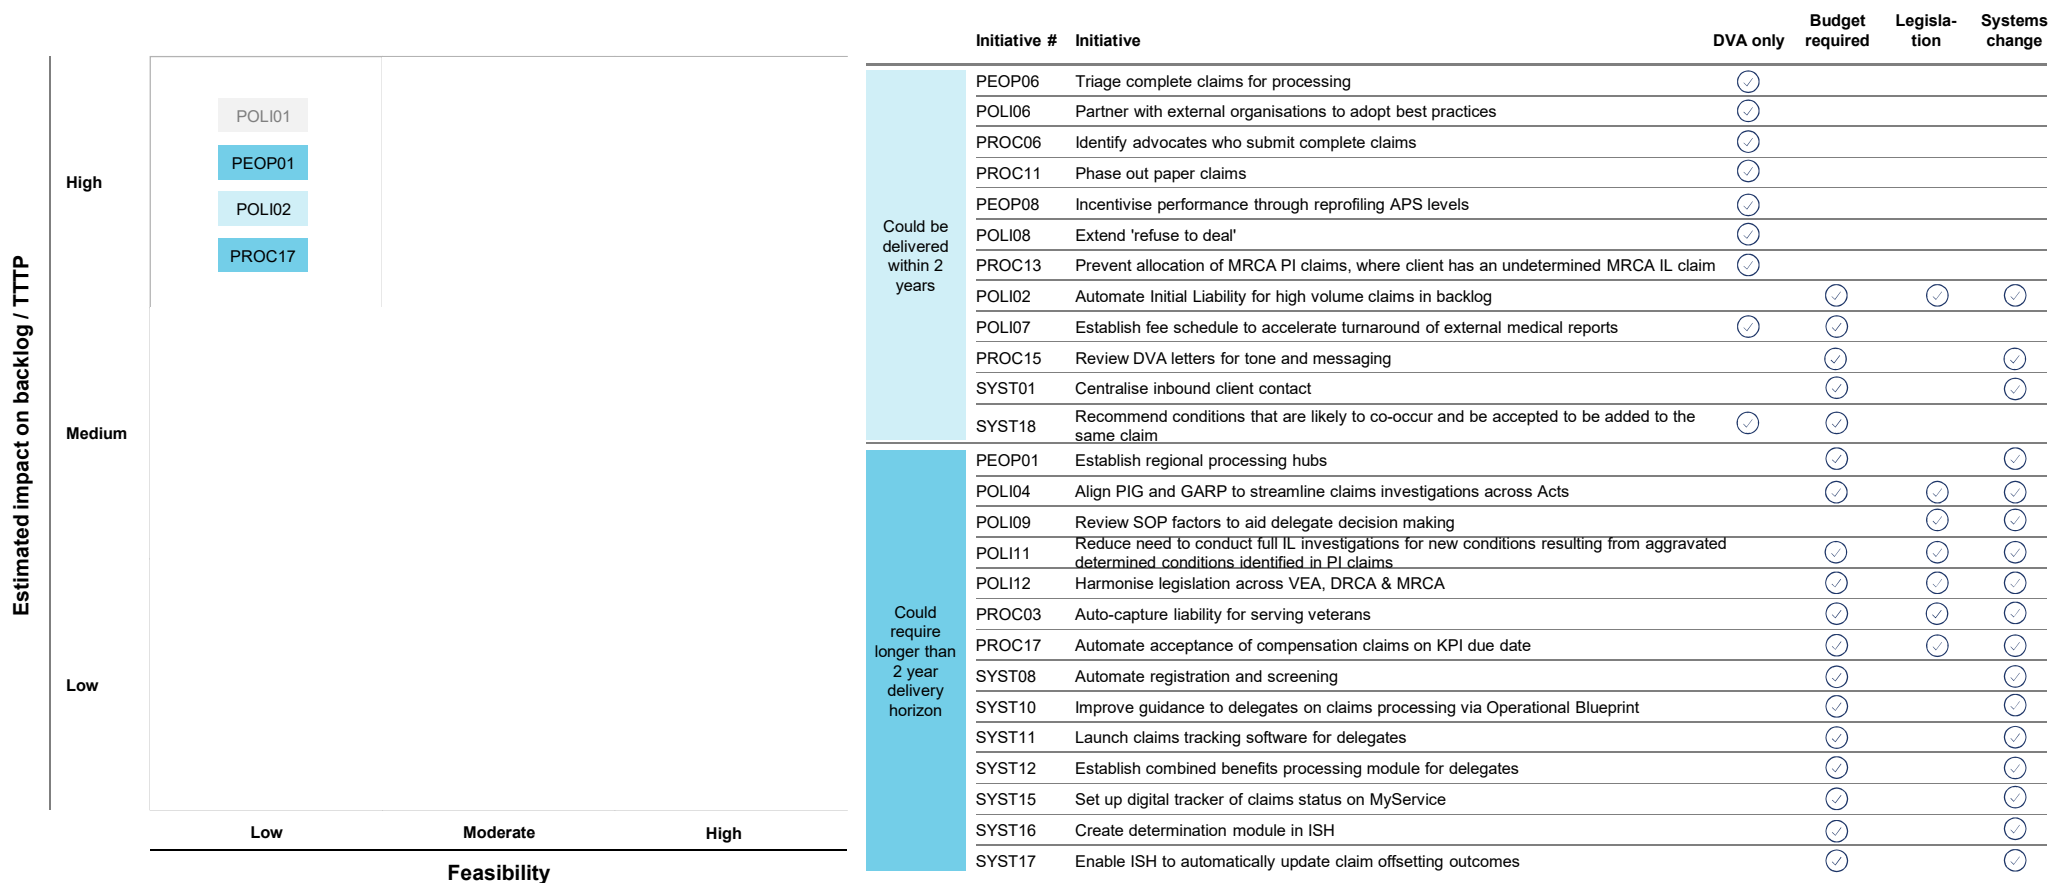 Estimated impact on backlog / TTTP
High
Medium
Low
POLI01
PEOP01
POLI02
PROC17
Low Moderate High
Feasibility
Initiative # Initiative DVA only Budget required Legisla-tion Systems change
Could be
delivered
within 2
years
PEOP06 Triage complete claims for processing
POLI06 Partner with external organisations to adopt best practices
PROC06 Identify advocates who submit complete claims
PROC11 Phase out paper claims
PEOP08 Incentivise performance through reprofiling APS levels
POLI08 Extend 'refuse to deal'
PROC13 Prevent allocation of MRCA PI claims, where client has an undetermined MRCA IL claim
POLI02 Automate Initial Liability for high volume claims in backlog
POLI07 Establish fee schedule to accelerate turnaround of external medical reports
PROC15 Review DVA letters for tone and messaging
SYST01 Centralise inbound client contact
SYST18 Recommend conditions that are likely to co-occur and be accepted to be added to the
same claim
Could
require
longer than
2 year
delivery
horizon
PEOP01 Establish regional processing hubs
POLI04 Align PIG and GARP to streamline claims investigations across Acts
POLI09 Review SOP factors to aid delegate decision making
POLI11 Reduce need to conduct full IL investigations for new conditions resulting from aggravated
determined conditions identified in PI claims
POLI12 Harmonise legislation across VEA, DRCA & MRCA
PROC03 Auto-capture liability for serving veterans
PROC17 Automate acceptance of compensation claims on KPI due date
SYST08 Automate registration and screening
SYST10 Improve guidance to delegates on claims processing via Operational Blueprint
SYST11 Launch claims tracking software for delegates
SYST12 Establish combined benefits processing module for delegates
SYST15 Set up digital tracker of claims status on MyService
SYST16 Create determination module in ISH
SYST17 Enable ISH to automatically update claim offsetting outcomes